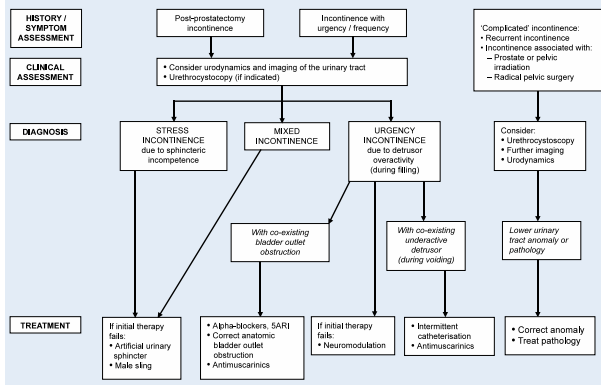 HISTORY /
SYMPTOM
ASSESSMENT
Post-prostatectomy
incontinence
Incontinence with
urgency / frequency
‘Complicated’ incontinence:
• Recurrent incontinence
• Incontinence associated with:
– Prostate or pelvic
irradiation
– Radical pelvic surgery
CLINICAL
ASSESSMENT
• Consider urodynamics and imaging of the urinary tract
• Urethrocystopy (if indicated)
DIAGNOSIS
STRESS
INCONTINENCE
due to sphincteric
incompetence
MIXED
INCONTINENCE
URGENCY
INCONTINENCE
due to detrusor
overactivity
(during filling)
Consider:
• Urethrocystoscopy
• Further imaging
• Urodynamics
With co-existing
bladder outlet
obstruction
With co-existing
underactive
detrusor
(during voiding)
Lower urinary
tract anomaly or
pathology
TREATMENT
If initial therapy
fails:
• Artificial urinary
sphincter
• Male sling
• Alpha-blockers, 5ARI
• Correct anatomic
bladder outlet
obstruction
• Antimuscarinics
If initial therapy
fails:
• Neuromodulation
• Intermittent
catheterisation
• Antimuscarinics
• Correct anomaly
• Treat pathology